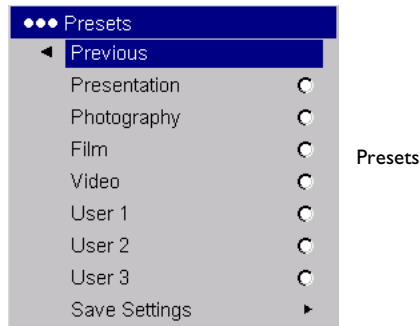 Presets
Previous
Presentation
Photography
Film
Video
User 1
User 2
User 3
Save Settings
Presets